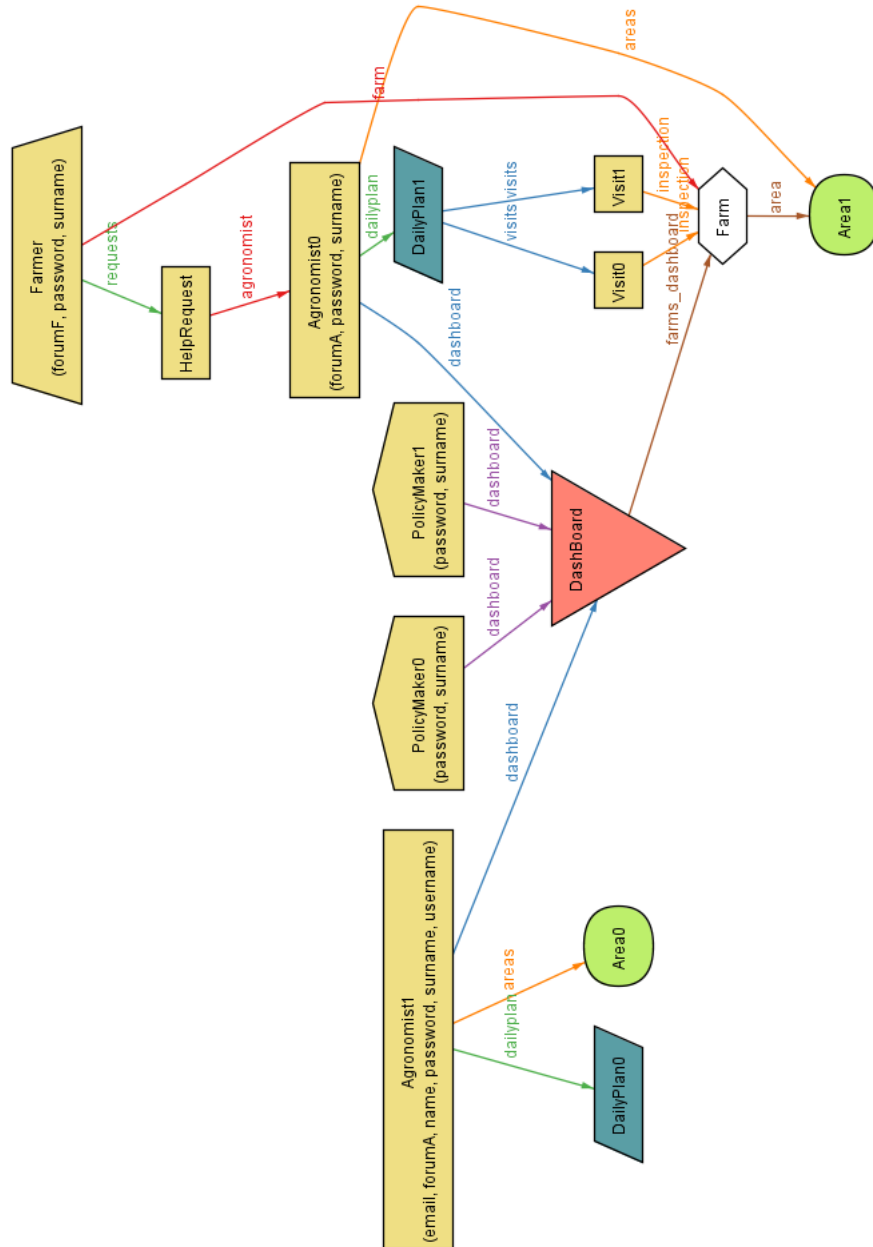 Farmer
(forumF, password, surname)
requests
HelpRequest
agronomist
Agronomist0
(forumA, password, surname)
farm
dailyplan
areas
Agronomist1
(email, forumA, name, password, surname, username)
PolicyMaker0
(password, surname)
PolicyMaker1
(password, surname)
dashboard
DailyPlan1
dailyplan
areas
dashboard
dashboard
dashboard
visits
visits
DailyPlan0
Area0
DashBoard
Visit0
Visit1
farms_dashboard
inspection
inspection
Farm
area
Area1